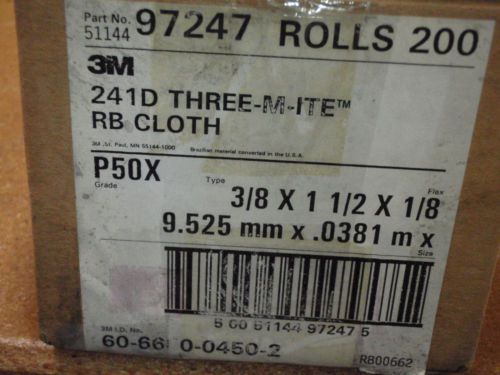 Part No. 97247 ROLLS 200
51144
3M
241D THREE-M-ITE™
RB CLOTH
3M ,St. Paul, MN 55144-1000 Brazilian material converted in the U.S.A.
P50X
Grade Type Flex
3/8 X 1 1/2 X 1/8
9.525 mm x .0381 m x
Size
5 00 51144 97247 5
3M I.D. No.
0-0450-2
R800662